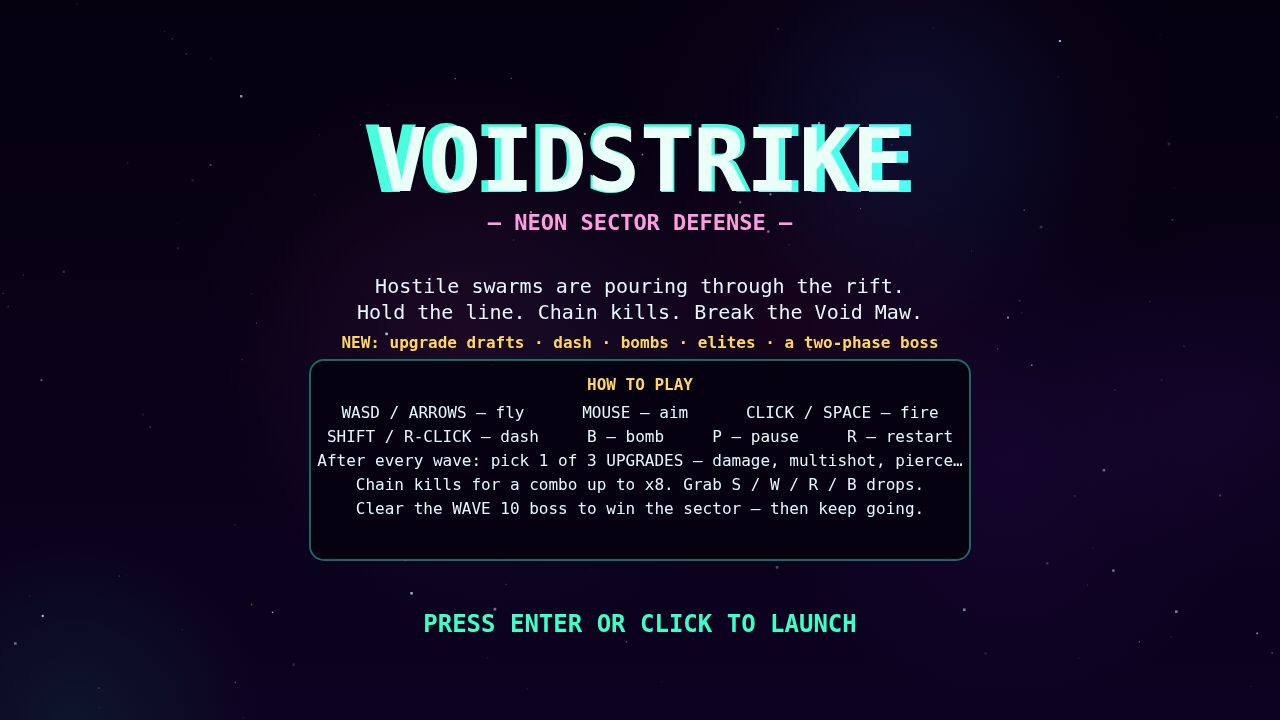 VOIDSTRIKE
— NEON SECTOR DEFENSE —
Hostile swarms are pouring through the rift.
Hold the line. Chain kills. Break the Void Maw.
NEW: upgrade drafts · dash · bombs · elites · a two-phase boss
HOW TO PLAY
WASD / ARROWS — fly MOUSE — aim CLICK / SPACE — fire
SHIFT / R-CLICK — dash B — bomb P — pause R — restart
After every wave: pick 1 of 3 UPGRADES — damage, multishot, pierce…
Chain kills for a combo up to x8. Grab S / W / R / B drops.
Clear the WAVE 10 boss to win the sector — then keep going.
PRESS ENTER OR CLICK TO LAUNCH